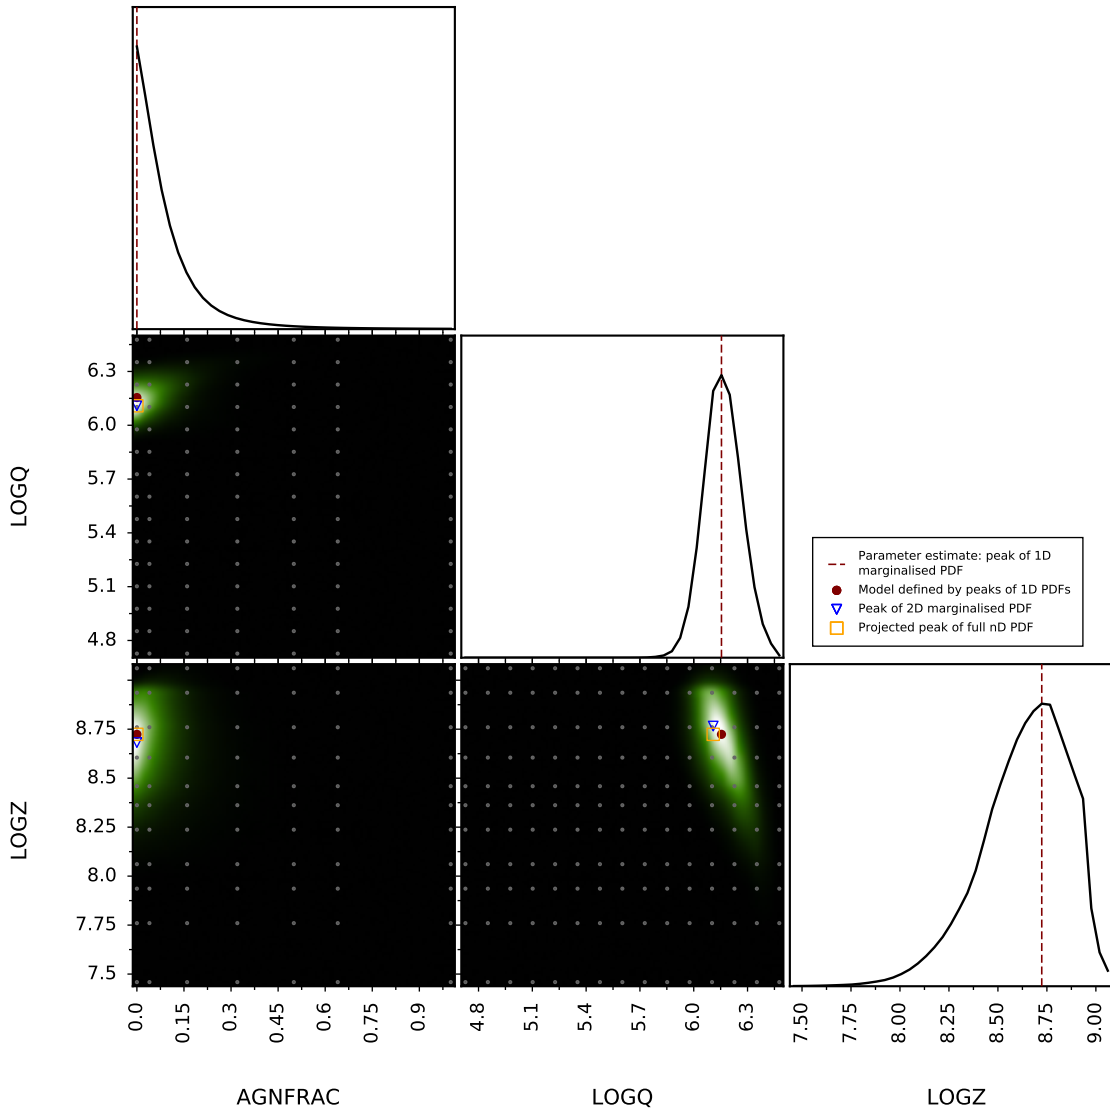 6.3
6.0
5.7
5.4
5.1
4.8
LOGQ
Parameter estimate: peak of 1D
marginalised PDF
Model defined by peaks of 1D PDFs
Peak of 2D marginalised PDF
Projected peak of full nD PDF
8.75
8.5
8.25
8.0
7.75
7.5
LOGZ
0.0 0.15 0.3 0.45 0.6 0.75 0.9
4.8 5.1 5.4 5.7 6.0 6.3
7.50 7.75 8.00 8.25 8.50 8.75 9.00
AGNFRAC LOGQ LOGZ